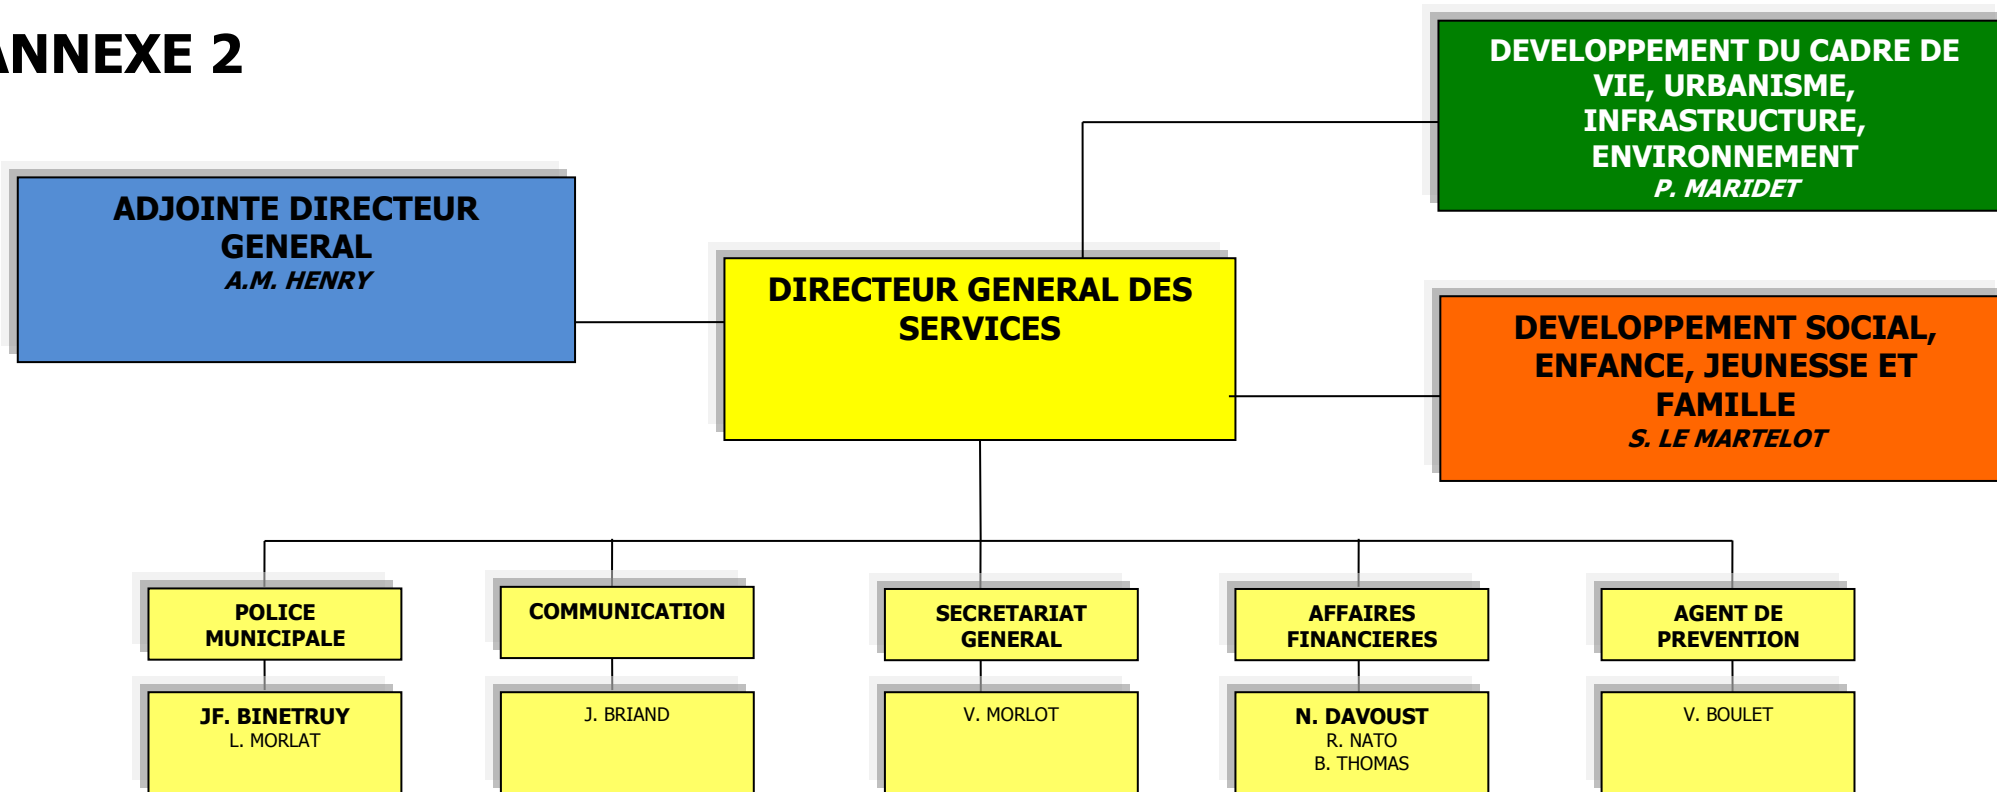 ANNEXE 2
DEVELOPPEMENT DU CADRE DE
VIE, URBANISME,
INFRASTRUCTURE,
ENVIRONNEMENT
P. MARIDET
ADJOINTE DIRECTEUR
GENERAL
A.M. HENRY
DIRECTEUR GENERAL DES
SERVICES
DEVELOPPEMENT SOCIAL,
ENFANCE, JEUNESSE ET
FAMILLE
S. LE MARTELOT
POLICE
MUNICIPALE
JF. BINETRUY
L. MORLAT
COMMUNICATION
J. BRIAND
SECRETARIAT
GENERAL
V. MORLOT
AFFAIRES
FINANCIERES
N. DAVOUST
R. NATO
B. THOMAS
AGENT DE
PREVENTION
V. BOULET